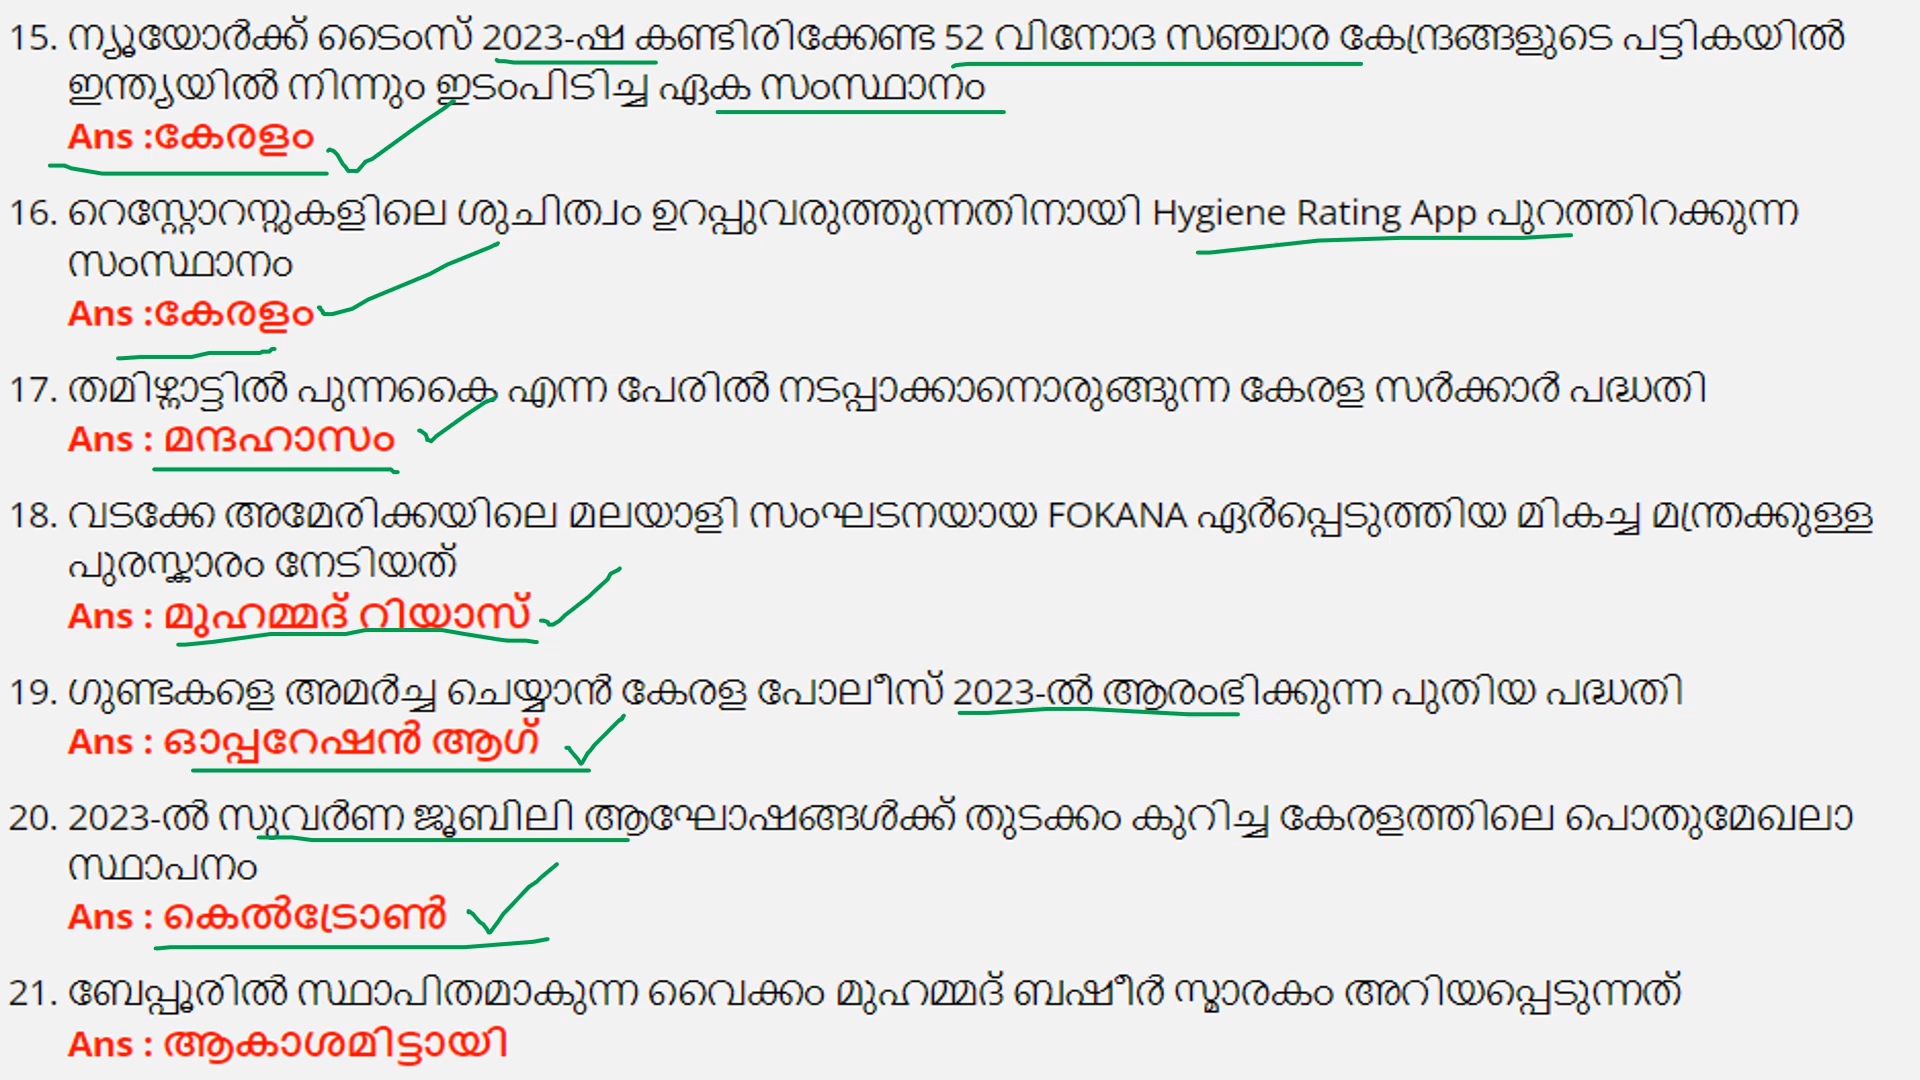 15. ന്യൂയോർക്ക് ടൈംസ് 2023-ഷ കണ്ടിരിക്കേണ്ട 52 വിനോദ സഞ്ചാര കേന്ദ്രങ്ങളുടെ പട്ടികയിൽ
ഇന്ത്യയിൽ നിന്നും ഇടംപിടിച്ച ഏക സംസ്ഥാനം
Ans :കേരളം
16. റെസ്റ്റോറന്റുകളിലെ ശുചിത്വം ഉറപ്പുവരുത്തുന്നതിനായി Hygiene Rating App പുറത്തിറക്കുന്ന
സംസ്ഥാനം
Ans :കേരളം
17. തമിഴ്നാട്ടിൽ പുന്നകൈ എന്ന പേരിൽ നടപ്പാക്കാനൊരുങ്ങുന്ന കേരള സർക്കാർ പദ്ധതി
Ans : മന്ദഹാസം
18. വടക്കേ അമേരിക്കയിലെ മലയാളി സംഘടനയായ FOKANA ഏർപ്പെടുത്തിയ മികച്ച മന്ത്രക്കുള്ള
പുരസ്കാരം നേടിയത്
Ans : മുഹമ്മദ് റിയാസ്
19. ഗുണ്ടകളെ അമർച്ച ചെയ്യാൻ കേരള പോലീസ് 2023-ൽ ആരംഭിക്കുന്ന പുതിയ പദ്ധതി
Ans : ഓപ്പറേഷൻ ആഗ്
20. 2023-ൽ സുവർണ ജൂബിലി ആഘോഷങ്ങൾക്ക് തുടക്കം കുറിച്ച കേരളത്തിലെ പൊതുമേഖലാ
സ്ഥാപനം
Ans : കെൽട്രോൺ
21. ബേപ്പൂരിൽ സ്ഥാപിതമാകുന്ന വൈക്കം മുഹമ്മദ് ബഷീർ സ്മാരകം അറിയപ്പെടുന്നത്
Ans : ആകാശമിട്ടായി